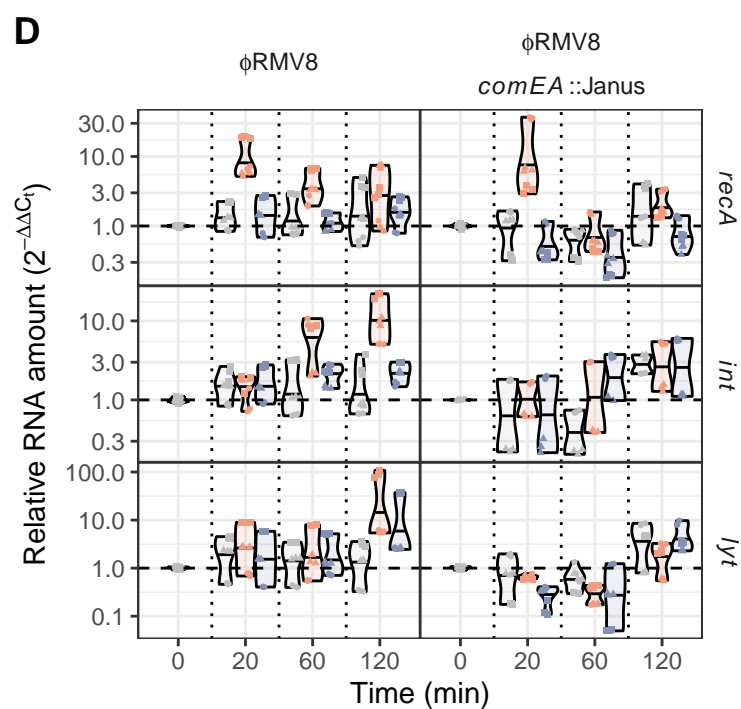 D
ϕRMV8
ϕRMV8
comEA ::Janus
Relative RNA amount (2^−ΔΔCt)
30.0
10.0
3.0
1.0
0.3
recA
10.0
3.0
1.0
0.3
int
100.0
10.0
1.0
0.1
lyt
0 20 60 120 0 20 60 120
Time (min)